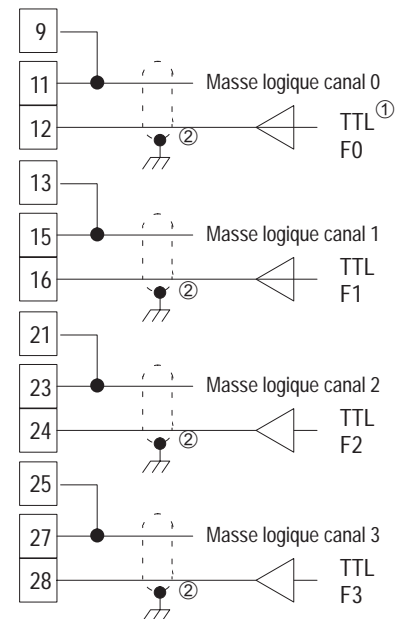 9
11 Masse logique canal 0
12 ② TTL①
F0
13
15 Masse logique canal 1
16 ② TTL
F1
21
23 Masse logique canal 2
24 ② TTL
F2
25
27 Masse logique canal 3
28 ② TTL
F3